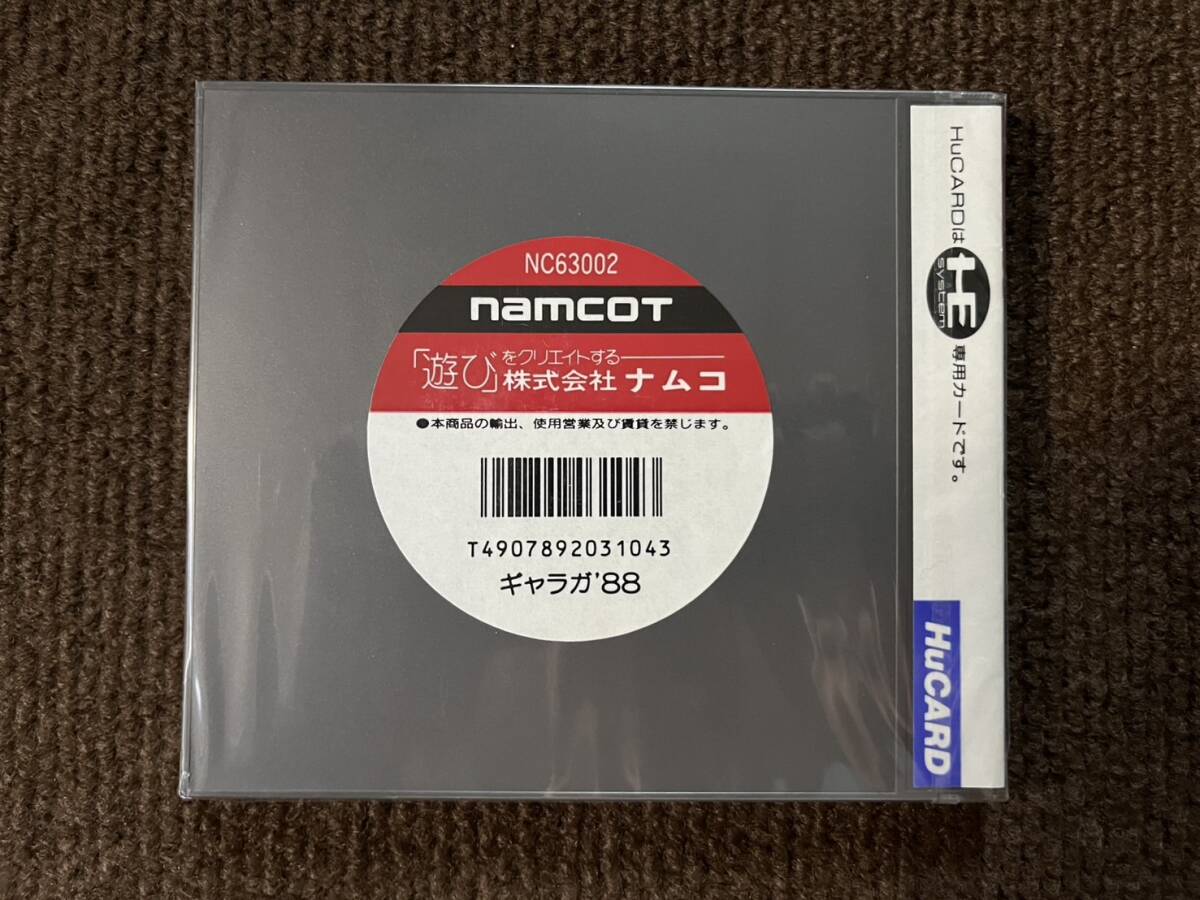 NC63002
namcot
「遊び」をクリエイトする
株式会社 ナムコ
●本商品の輸出、使用営業及び賃貸を禁じます。
T4907892031043
ギャラガ'88
HuCARDは HE system 専用カードです。
HuCARD